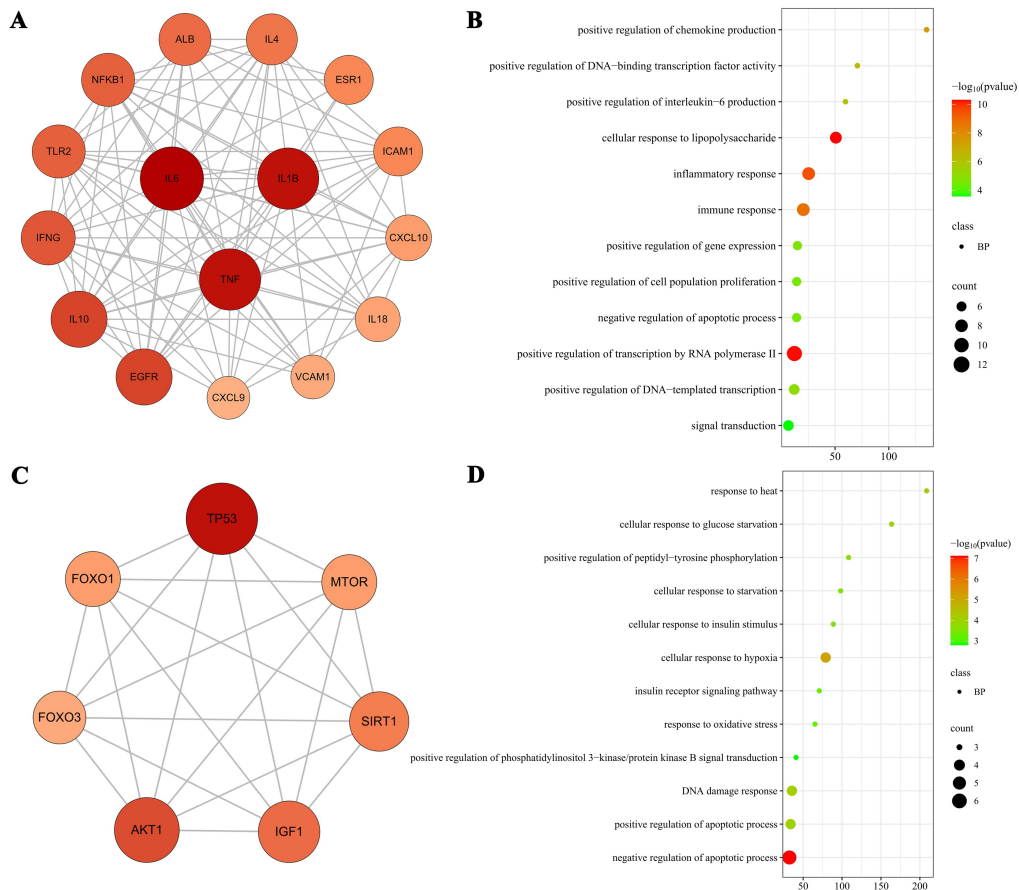 A
ALB
IL4
NFKB1
ESR1
TLR2
ICAM1
IL6
IL1B
IFNG
CXCL10
TNF
IL10
IL18
EGFR
VCAM1
CXCL9
B
positive regulation of chemokine production
positive regulation of DNA−binding transcription factor activity
positive regulation of interleukin−6 production
cellular response to lipopolysaccharide
inflammatory response
immune response
positive regulation of gene expression
positive regulation of cell population proliferation
negative regulation of apoptotic process
positive regulation of transcription by RNA polymerase II
positive regulation of DNA−templated transcription
signal transduction
50 100
−log10(pvalue)
10
8
6
4
class
BP
count
6
8
10
12
C
TP53
FOXO1
MTOR
FOXO3
SIRT1
AKT1
IGF1
D
response to heat
cellular response to glucose starvation
positive regulation of peptidyl−tyrosine phosphorylation
cellular response to starvation
cellular response to insulin stimulus
cellular response to hypoxia
insulin receptor signaling pathway
response to oxidative stress
positive regulation of phosphatidylinositol 3−kinase/protein kinase B signal transduction
DNA damage response
positive regulation of apoptotic process
negative regulation of apoptotic process
50 100 150 200
−log10(pvalue)
7
6
5
4
3
class
BP
count
3
4
5
6